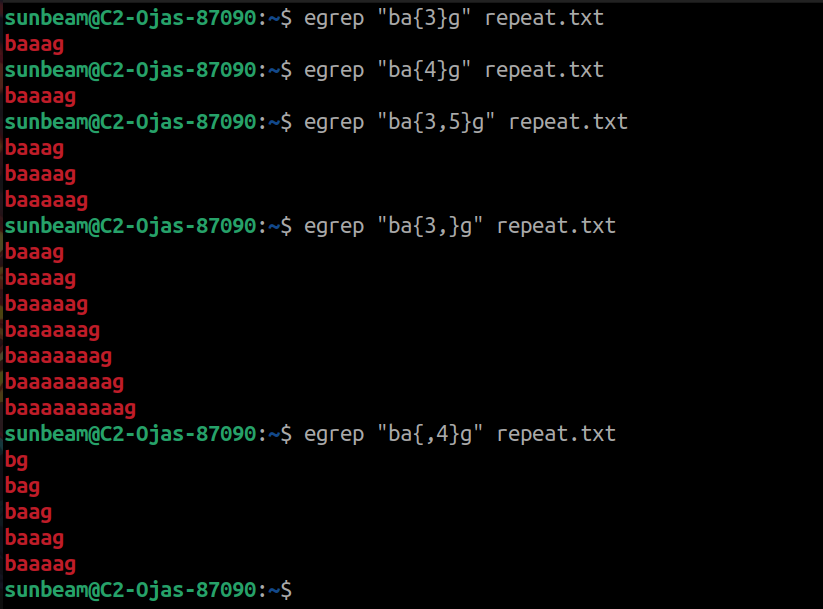 sunbeam@C2-Ojas-87090:~$ egrep "ba{3}g" repeat.txt
baaag
sunbeam@C2-Ojas-87090:~$ egrep "ba{4}g" repeat.txt
baaaag
sunbeam@C2-Ojas-87090:~$ egrep "ba{3,5}g" repeat.txt
baaag
baaaag
baaaaag
sunbeam@C2-Ojas-87090:~$ egrep "ba{3,}g" repeat.txt
baaag
baaaag
baaaaag
baaaaaag
baaaaaaag
baaaaaaaag
baaaaaaaaag
sunbeam@C2-Ojas-87090:~$ egrep "ba{,4}g" repeat.txt
bg
bag
baag
baaag
baaaag
sunbeam@C2-Ojas-87090:~$